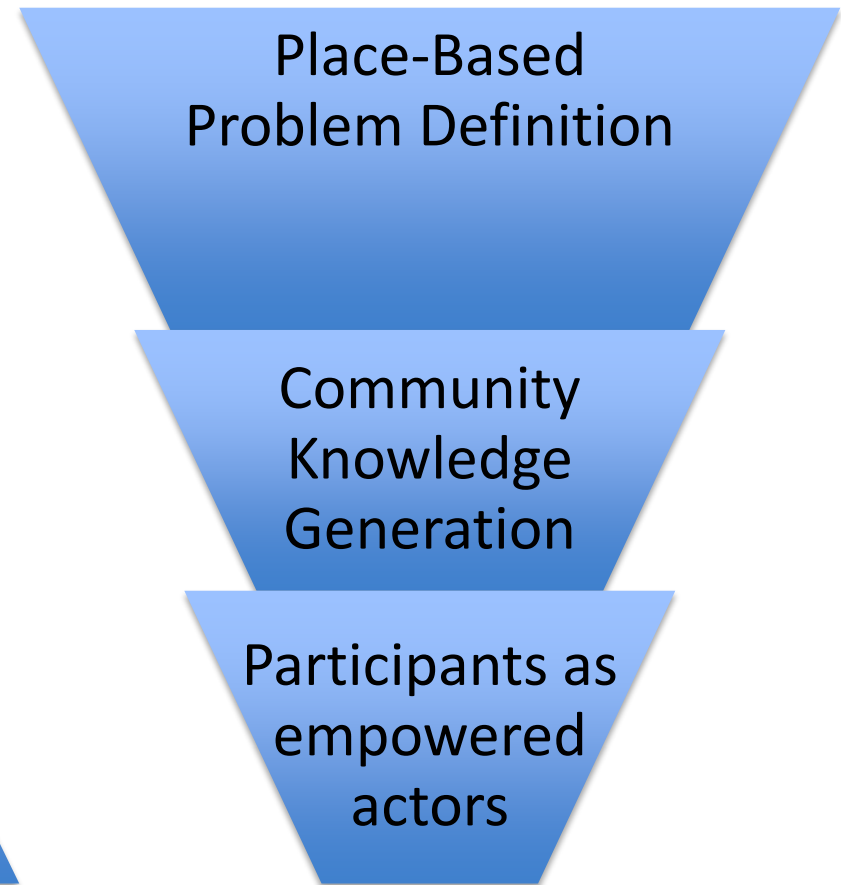 Place-Based
Problem Definition
Community
Knowledge
Generation
Participants as
empowered
actors